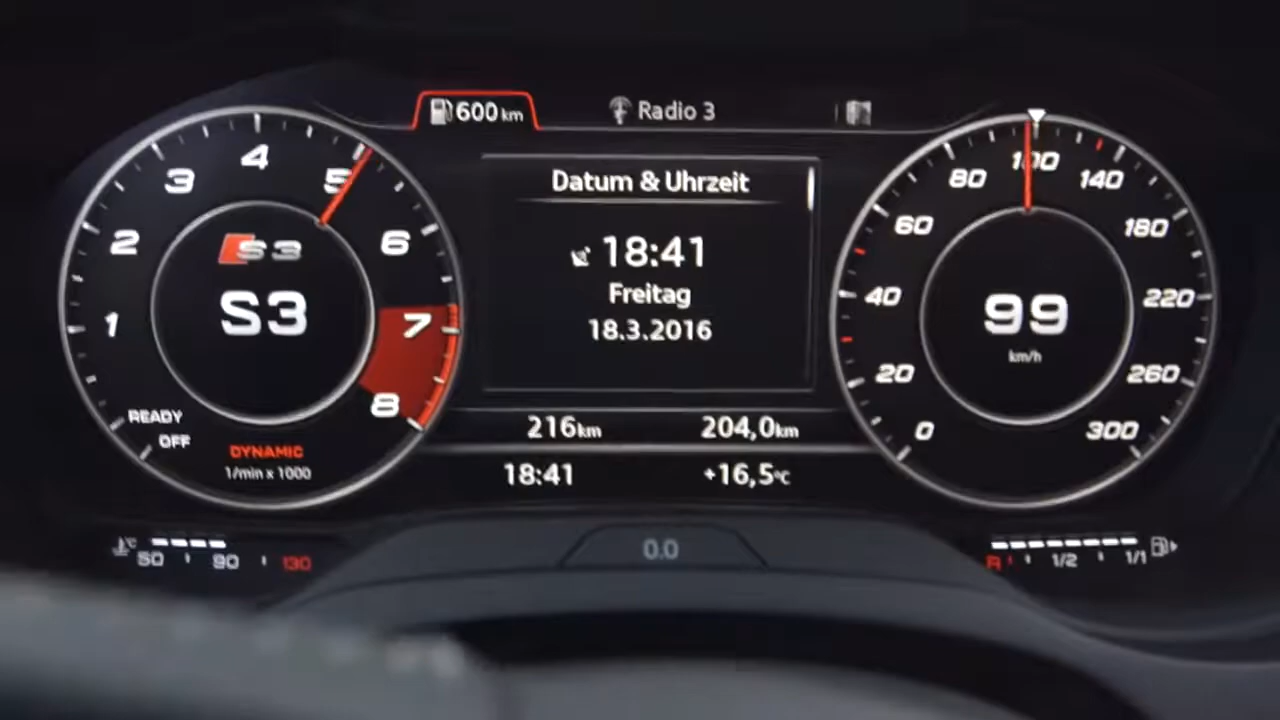 600 km
Radio 3
Datum & Uhrzeit
18:41
Freitag
18.3.2016
216km
204,0km
18:41
+16,5°C
1
2
3
4
5
6
7
8
S3
S3
READY
OFF
DYNAMIC
1/min x 1000
0
20
40
60
80
100
140
180
220
260
300
99
km/h
°C
50
90
130
0.0
R
1/2
1/1